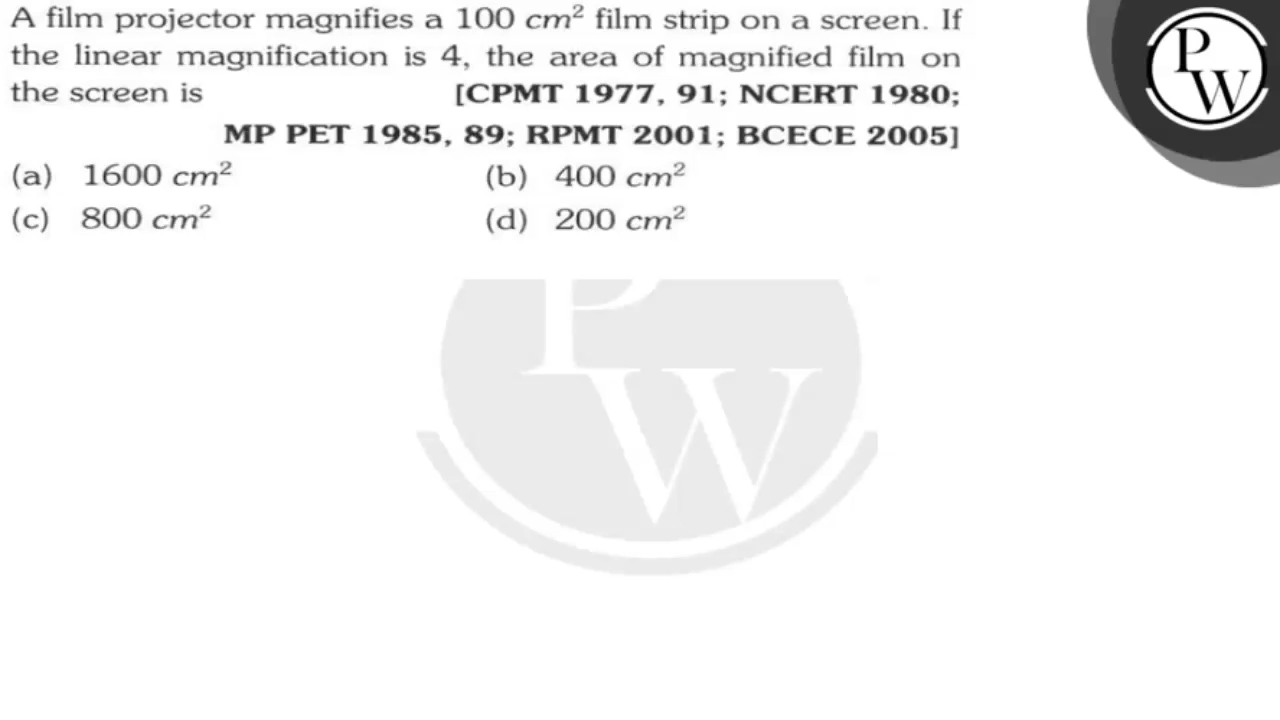 A film projector magnifies a 100 cm² film strip on a screen. If
the linear magnification is 4, the area of magnified film on
the screen is [CPMT 1977, 91; NCERT 1980;
MP PET 1985, 89; RPMT 2001; BCECE 2005]
(a) 1600 cm² (b) 400 cm²
(c) 800 cm² (d) 200 cm²
PW
PW